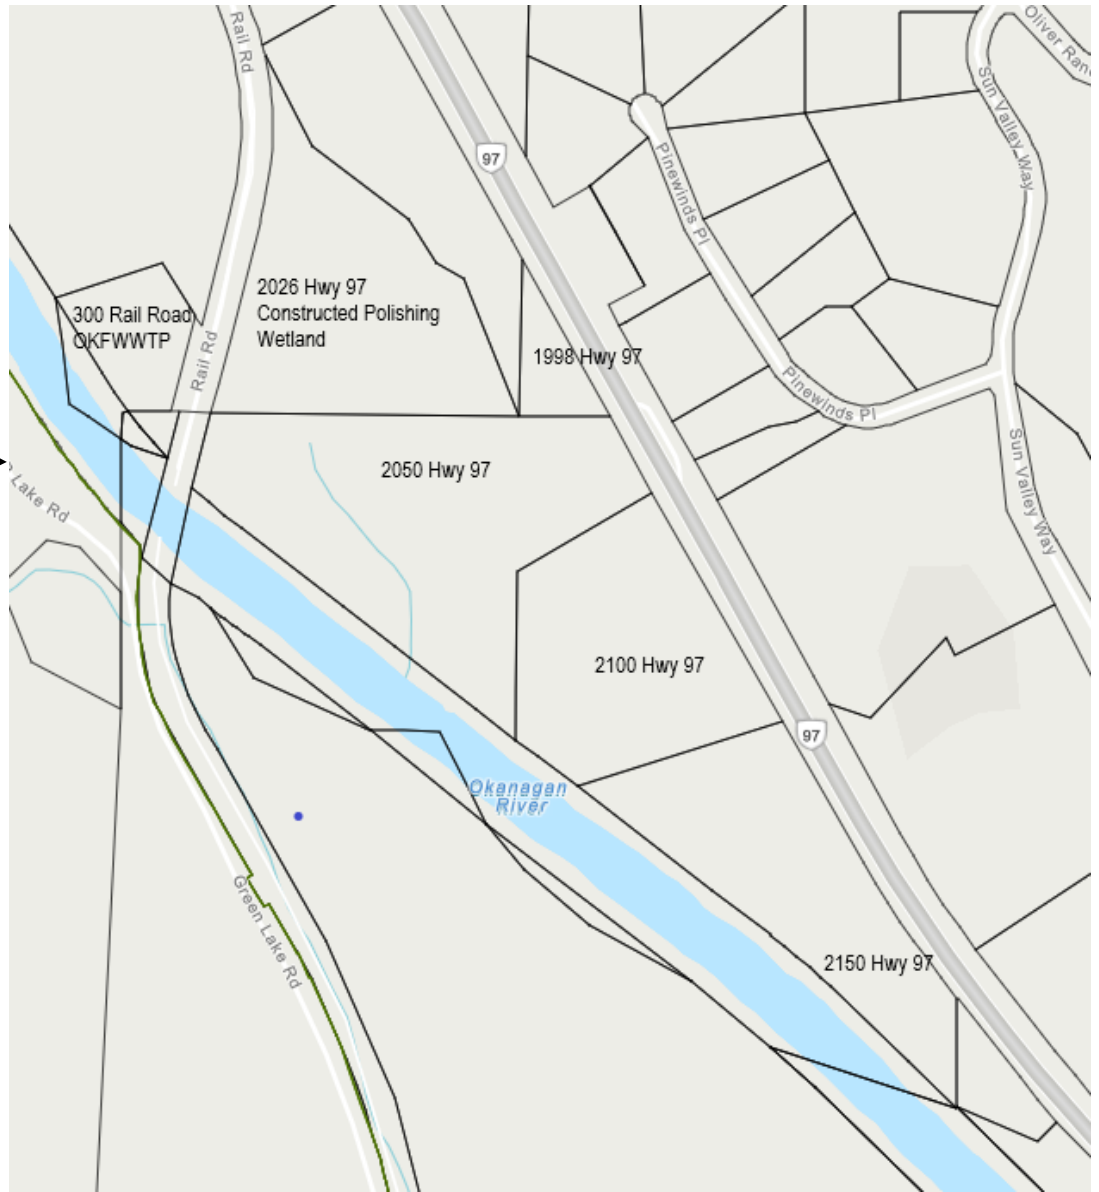 Rail Rd
Oliver Ran
Sun Valley Way
97
Pinewinds Pl
2026 Hwy 97
Constructed Polishing
Wetland
300 Rail Road
OKFWWTP
Rail Rd
1998 Hwy 97
Pinewinds Pl
2050 Hwy 97
Lake Rd
Sun Valley Way
2100 Hwy 97
97
Okanagan
River
Green Lake Rd
2150 Hwy 97